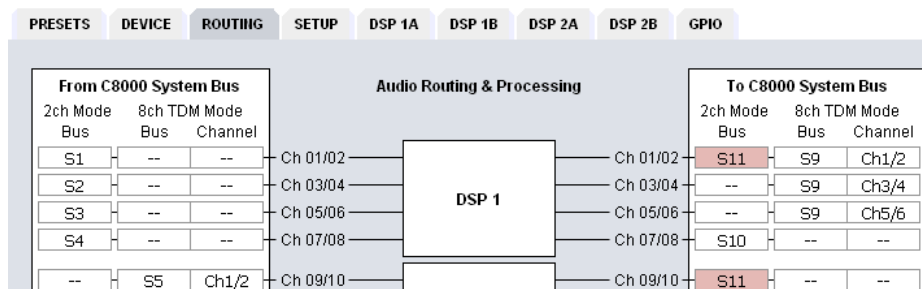 PRESETS DEVICE ROUTING SETUP DSP 1A DSP 1B DSP 2A DSP 2B GPIO
From C8000 System Bus Audio Routing & Processing To C8000 System Bus
2ch Mode 8ch TDM Mode 2ch Mode 8ch TDM Mode
Bus Bus Channel Bus Bus Channel
S1 -- -- Ch 01/02 Ch 01/02 S11 S9 Ch1/2
S2 -- -- Ch 03/04 Ch 03/04 -- S9 Ch3/4
DSP 1
S3 -- -- Ch 05/06 Ch 05/06 -- S9 Ch5/6
S4 -- -- Ch 07/08 Ch 07/08 S10 -- --
-- S5 Ch1/2 Ch 09/10 Ch 09/10 S11 -- --